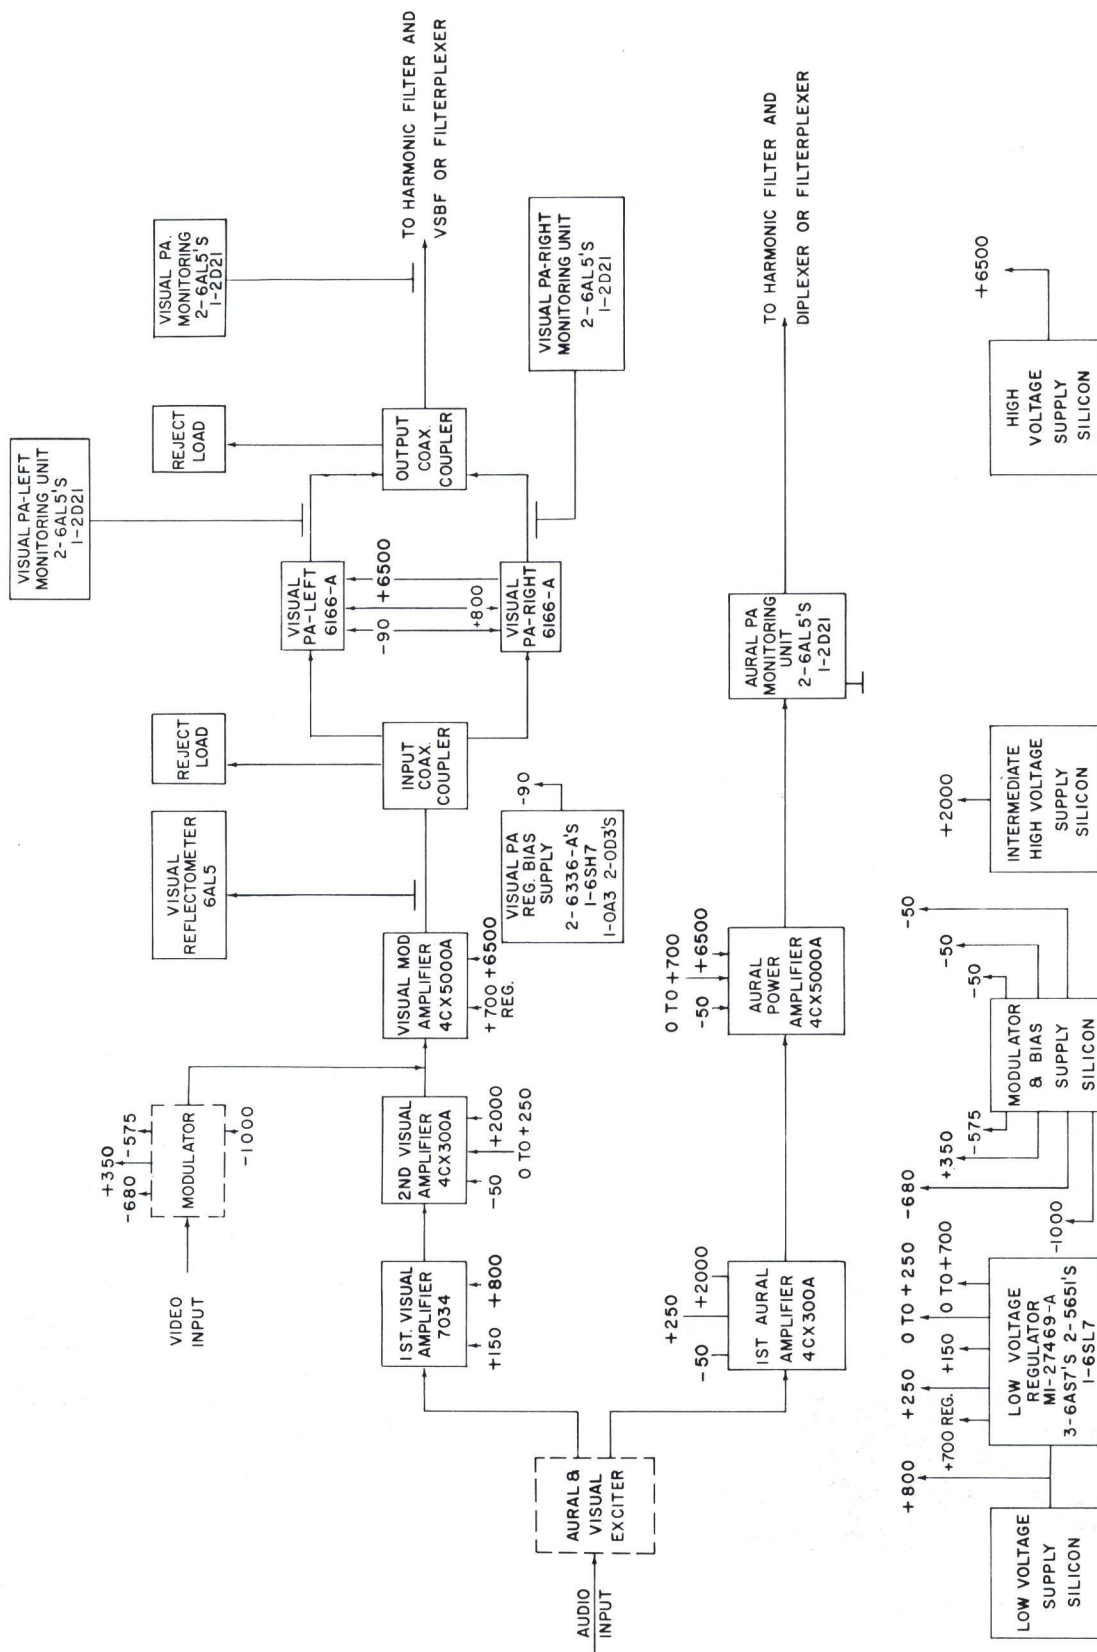 VISUAL PA-LEFT
MONITORING UNIT
2-6AL5'S
1-2D21
REJECT
LOAD
VISUAL PA.
MONITORING
2-6AL5'S
1-2D21
VISUAL
REFLECTOMETER
6AL5
REJECT
LOAD
+350
-680
-575
MODULATOR
-1000
VIDEO
INPUT
1ST. VISUAL
AMPLIFIER
7034
+150
+800
2ND VISUAL
AMPLIFIER
4CX300A
-50
+2000
0 TO +250
VISUAL MOD
AMPLIFIER
4CX5000A
+700
REG.
+6500
INPUT
COAX.
COUPLER
VISUAL
PA-LEFT
6166-A
-90
+800
+6500
VISUAL
PA-RIGHT
6166-A
OUTPUT
COAX.
COUPLER
TO HARMONIC FILTER AND
VSBF OR FILTERPLEXER
VISUAL PA
REG. BIAS
SUPPLY
2-6336-A'S
1-6SH7
1-0A3 2-0D3'S
-90
VISUAL PA-RIGHT
MONITORING UNIT
2-6AL5'S
1-2D21
AUDIO
INPUT
AURAL &
VISUAL
EXCITER
+250
-50
+2000
1ST AURAL
AMPLIFIER
4CX300A
0 TO +700
-50
+6500
AURAL
POWER
AMPLIFIER
4CX5000A
AURAL PA
MONITORING
UNIT
2-6AL5'S
1-2D21
TO HARMONIC FILTER AND
DIPLEXER OR FILTERPLEXER
LOW VOLTAGE
SUPPLY
SILICON
+800
+700 REG.
+250
+150
0 TO +250
0 TO +700
LOW VOLTAGE
REGULATOR
MI-27469-A
3-6AS7'S 2-5651'S
1-6SL7
-1000
-680
+350
-575
-50
-50
-50
MODULATOR
& BIAS
SUPPLY
SILICON
+2000
INTERMEDIATE
HIGH VOLTAGE
SUPPLY
SILICON
+6500
HIGH
VOLTAGE
SUPPLY
SILICON